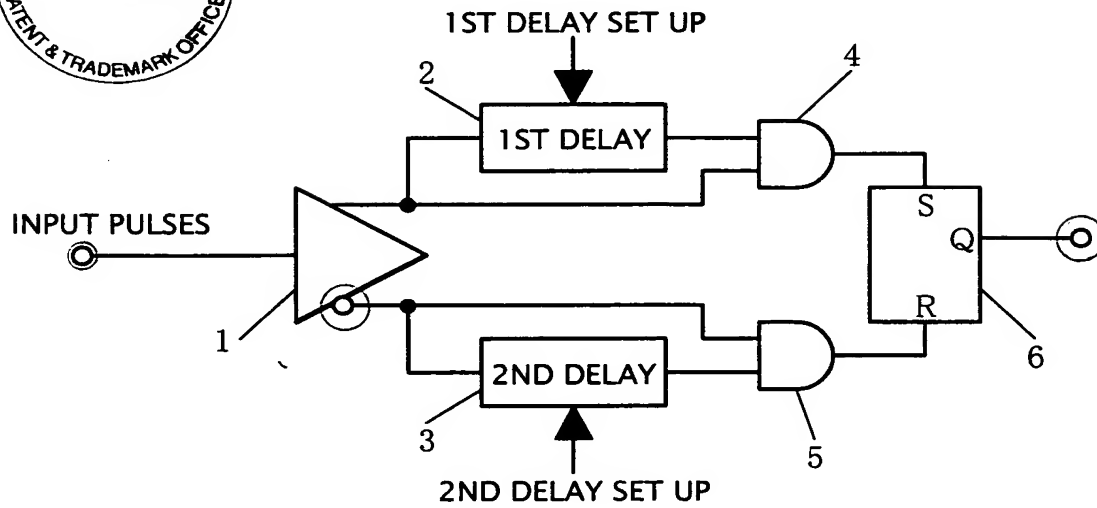 ATENT & TRADEMARK OFFICE
1ST DELAY SET UP
2
4
1ST DELAY
INPUT PULSES
S
Q
R
1
6
2ND DELAY
3
5
2ND DELAY SET UP